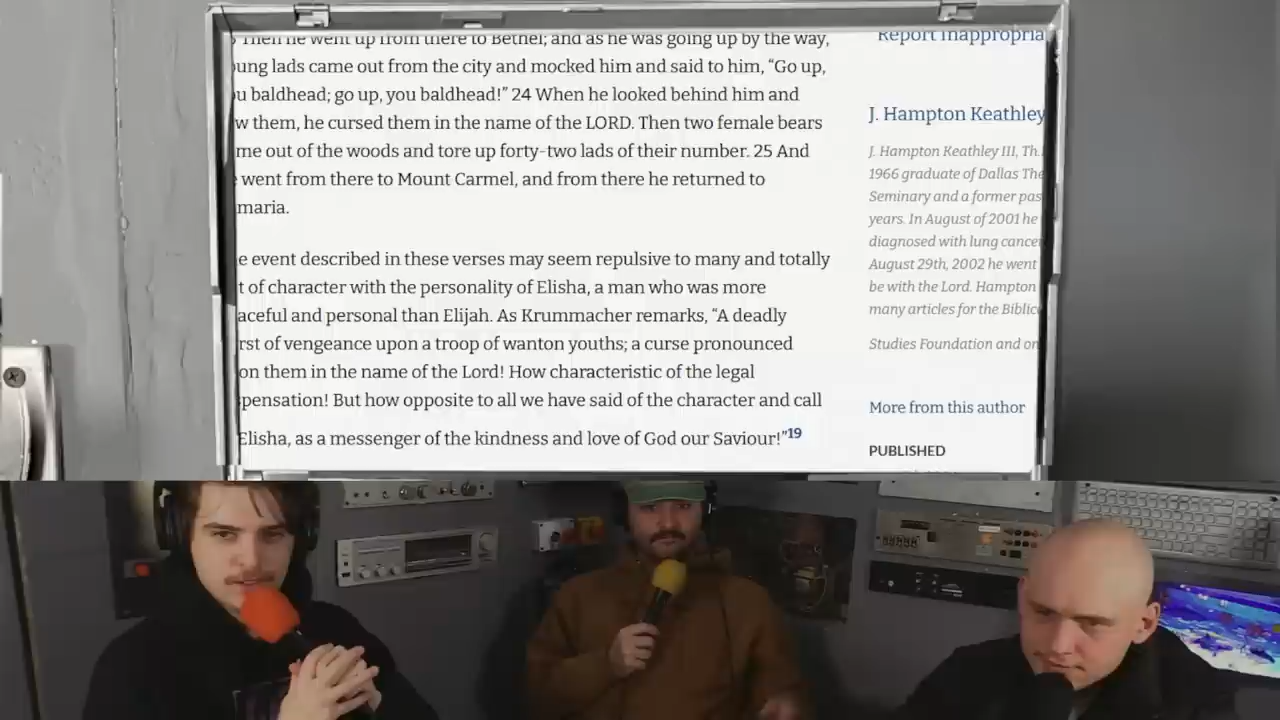 Then he went up from there to Bethel; and as he was going up by the way,
ung lads came out from the city and mocked him and said to him, “Go up,
u baldhead; go up, you baldhead!” 24 When he looked behind him and
w them, he cursed them in the name of the LORD. Then two female bears
me out of the woods and tore up forty-two lads of their number. 25 And
went from there to Mount Carmel, and from there he returned to
maria.
e event described in these verses may seem repulsive to many and totally
t of character with the personality of Elisha, a man who was more
aceful and personal than Elijah. As Krummacher remarks, “A deadly
rst of vengeance upon a troop of wanton youths; a curse pronounced
on them in the name of the Lord! How characteristic of the legal
pensation! But how opposite to all we have said of the character and call
Elisha, as a messenger of the kindness and love of God our Saviour!”19
Report Inappropria
J. Hampton Keathley
J. Hampton Keathley III, Th.
1966 graduate of Dallas The
Seminary and a former pas
years. In August of 2001 he
diagnosed with lung cancer
August 29th, 2002 he went
be with the Lord. Hampton
many articles for the Biblic
Studies Foundation and on
More from this author
PUBLISHED